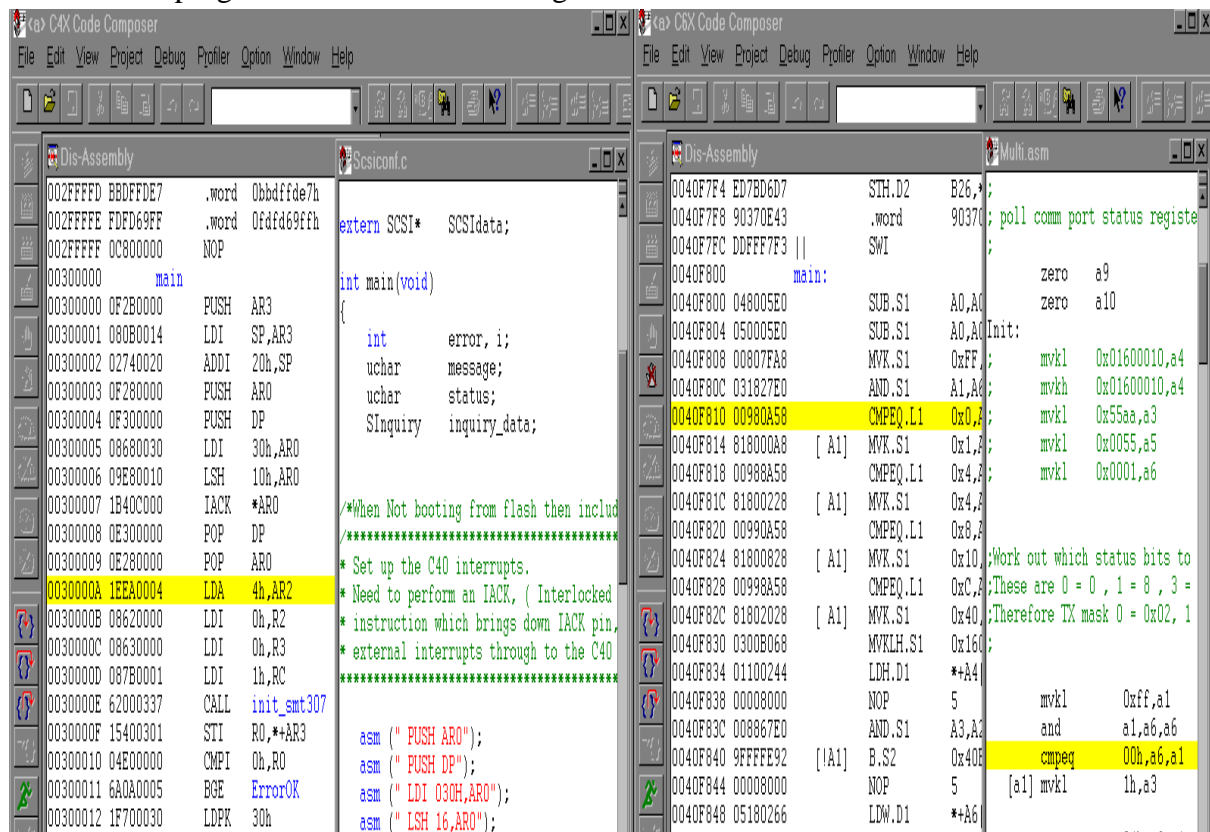 <a> C4X Code Composer
File Edit View Project Debug Profiler Option Window Help
Dis-Assembly
002FFFFD BBDFFDE7 .word 0bbdffde7h
002FFFFE FDFD69FF .word 0fdfd69ffh
002FFFFF 0C800000 NOP
00300000 main
00300000 0F2B0000 PUSH AR3
00300001 080B0014 LDI SP,AR3
00300002 02740020 ADDI 20h,SP
00300003 0F280000 PUSH AR0
00300004 0F300000 PUSH DP
00300005 08680030 LDI 30h,AR0
00300006 09E80010 LSH 10h,AR0
00300007 1B40C000 IACK *AR0
00300008 0E300000 POP DP
00300009 0E280000 POP AR0
0030000A 1EEA0004 LDA 4h,AR2
0030000B 08620000 LDI 0h,R2
0030000C 08630000 LDI 0h,R3
0030000D 087B0001 LDI 1h,RC
0030000E 62000337 CALL init_smt307
0030000F 15400301 STI R0,*+AR3
00300010 04E00000 CMPI 0h,R0
00300011 6A0A0005 BGE ErrorOK
00300012 1F700030 LDPK 30h
Scsiconf.c
extern SCSI* SCSIdata;
int main(void)
{
int error, i;
uchar message;
uchar status;
SInquiry inquiry_data;
/*When Not booting from flash then includ
/****************************************
* Set up the C40 interrupts.
* Need to perform an IACK, ( Interlocked
* instruction which brings down IACK pin,
* external interrupts through to the C40
*****************************************
asm (" PUSH AR0");
asm (" PUSH DP");
asm (" LDI 030H,AR0");
asm (" LSH 16,AR0");
<a> C6X Code Composer
File Edit View Project Debug Profiler Option Window Help
Dis-Assembly
0040F7F4 ED7BD6D7 STH.D2 B26,*
0040F7F8 90370E43 .word 90370
0040F7FC DDFFF7F3 || SWI
0040F800 main:
0040F800 048005E0 SUB.S1 A0,A0
0040F804 050005E0 SUB.S1 A0,A0
0040F808 00807FA8 MVK.S1 0xFF,
0040F80C 031827E0 AND.S1 A1,A6
0040F810 00980A58 CMPEQ.L1 0x0,A
0040F814 818000A8 [ A1] MVK.S1 0x1,A
0040F818 00988A58 CMPEQ.L1 0x4,A
0040F81C 81800228 [ A1] MVK.S1 0x4,A
0040F820 00990A58 CMPEQ.L1 0x8,A
0040F824 81800828 [ A1] MVK.S1 0x10,
0040F828 00998A58 CMPEQ.L1 0xC,A
0040F82C 81802028 [ A1] MVK.S1 0x40,
0040F830 0300B068 MVKLH.S1 0x160
0040F834 01100244 LDH.D1 *+A4[
0040F838 00008000 NOP 5
0040F83C 008867E0 AND.S1 A3,A2
0040F840 9FFFFE92 [!A1] B.S2 0x40F
0040F844 00008000 NOP 5
0040F848 05180266 LDW.D1 *+A6[
Multi.asm
;
; poll comm port status registe
;
zero a9
zero a10
Init:
; mvkl 0x01600010,a4
; mvkh 0x01600010,a4
; mvkl 0x55aa,a3
; mvkl 0x0055,a5
; mvkl 0x0001,a6
;Work out which status bits to
;These are 0 = 0 , 1 = 8 , 3 =
;Therefore TX mask 0 = 0x02, 1
;
mvkl 0xff,a1
and a1,a6,a6
cmpeq 00h,a6,a1
[a1] mvkl 1h,a3